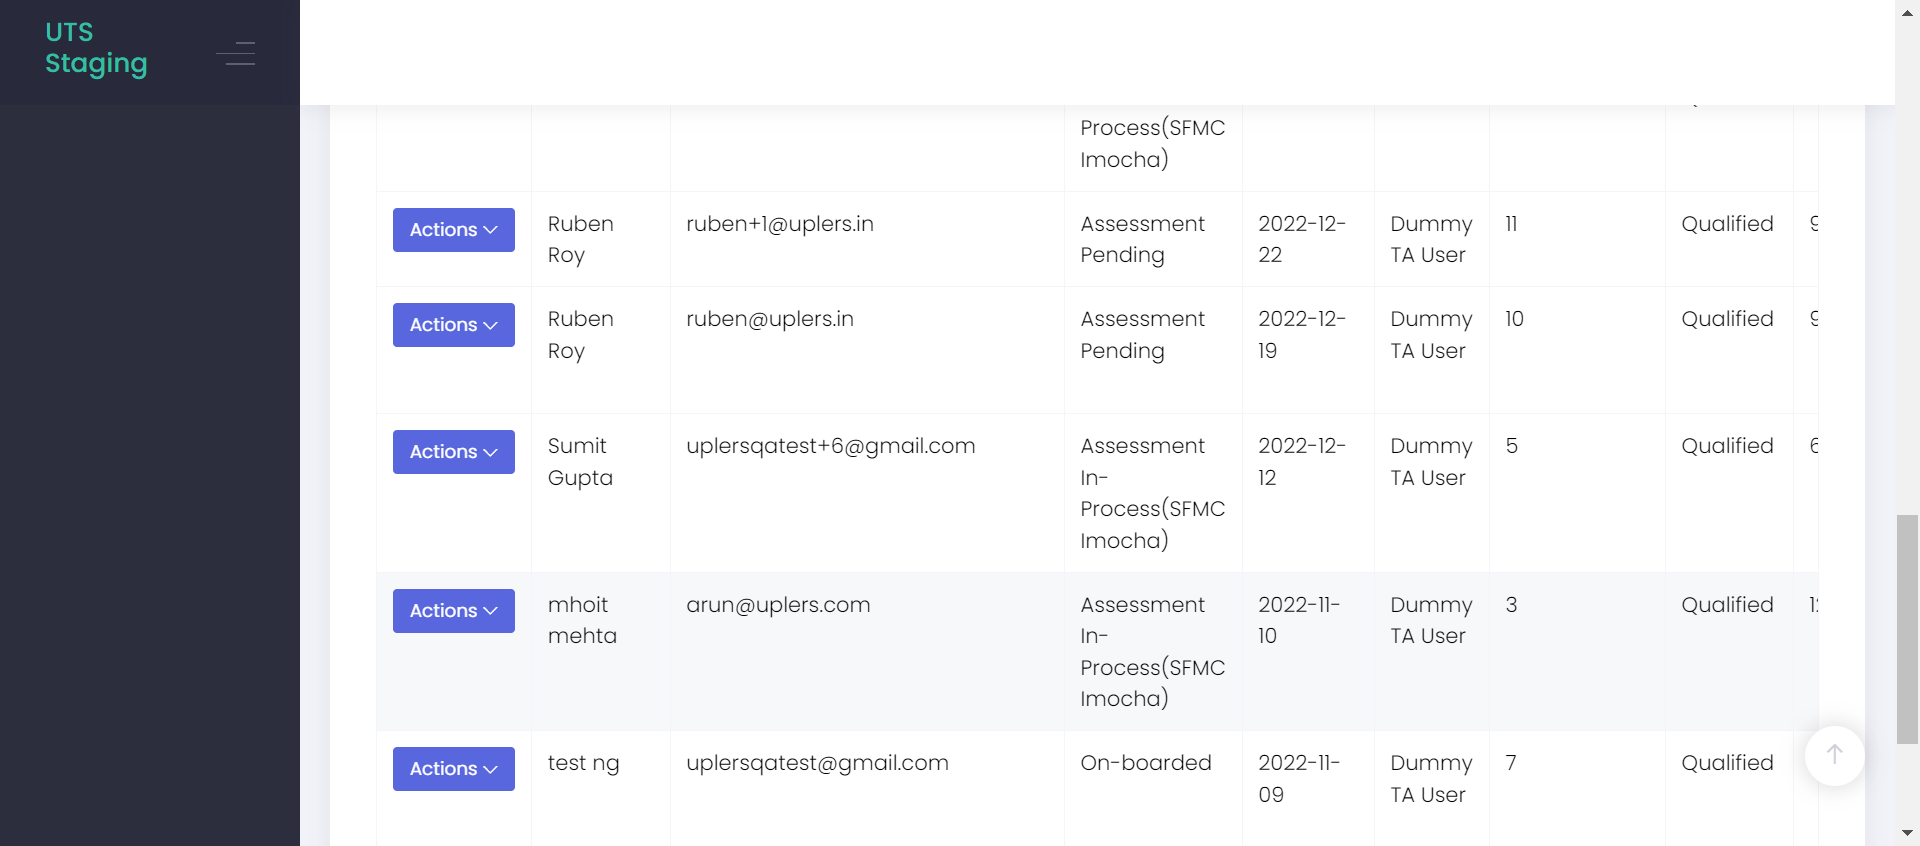 UTS
Staging
Process(SFMC
Imocha)
Actions Ruben ruben+1@uplers.in Assessment 2022-12- Dummy 11 Qualified 9
Roy Pending 22 TA User
Actions Ruben ruben@uplers.in Assessment 2022-12- Dummy 10 Qualified 9
Roy Pending 19 TA User
Actions Sumit uplersqatest+6@gmail.com Assessment 2022-12- Dummy 5 Qualified 6
Gupta In- 12 TA User
Process(SFMC
Imocha)
Actions mhoit arun@uplers.com Assessment 2022-11- Dummy 3 Qualified
mehta In- 10 TA User
Process(SFMC
Imocha)
Actions test ng uplersqatest@gmail.com On-boarded 2022-11- Dummy 7 Qualified
09 TA User